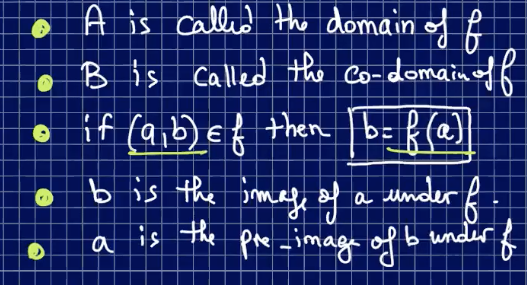 • A is called the domain of f
• B is called the co-domain of f
• if (a,b) ∈ f then b = f(a)
• b is the image of a under f.
• a is the pre-image of b under f